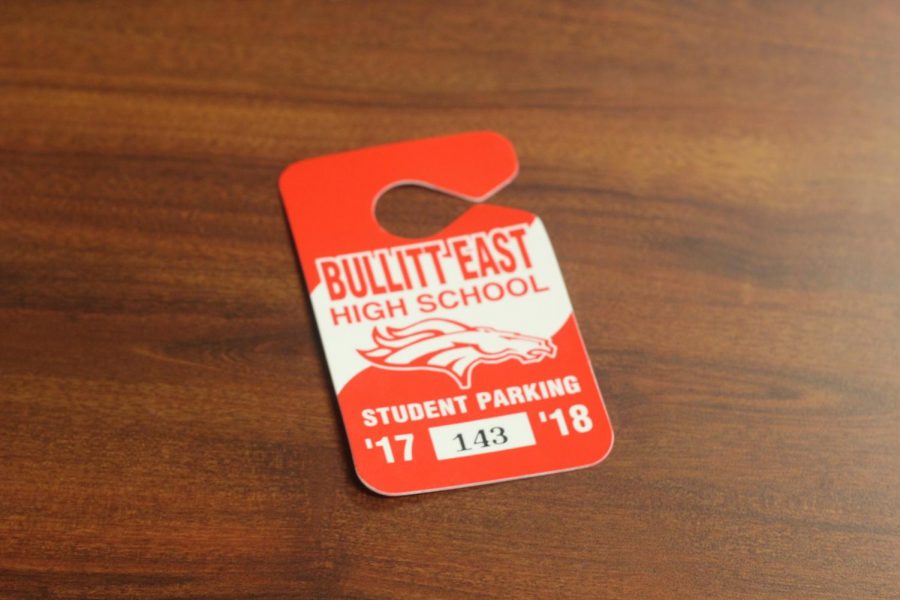 BULLITT EAST
HIGH SCHOOL
STUDENT PARKING
'17 143 '18